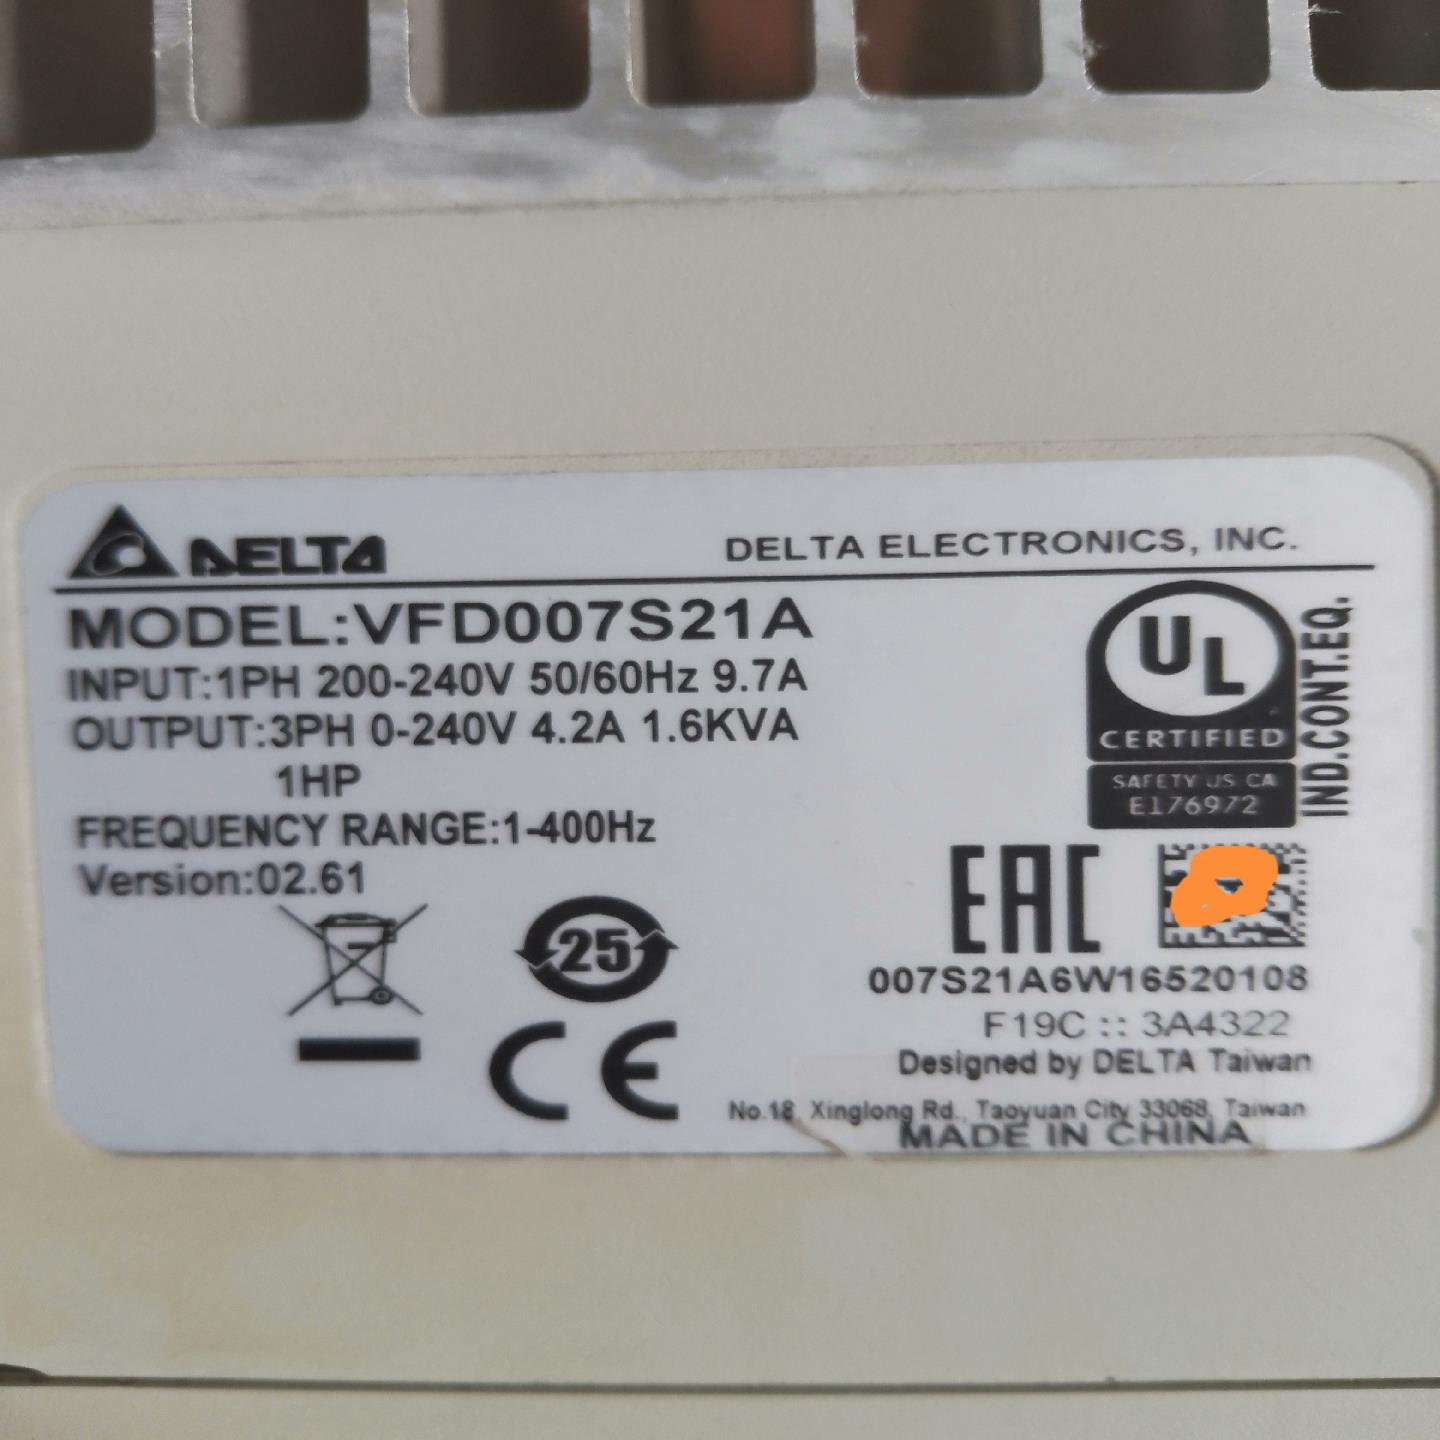 DELTA
DELTA ELECTRONICS, INC.
MODEL:VFD007S21A
INPUT:1PH 200-240V 50/60Hz 9.7A
OUTPUT:3PH 0-240V 4.2A 1.6KVA
1HP
FREQUENCY RANGE:1-400Hz
Version:02.61
UL
CERTIFIED
SAFETY US CA
E176972
IND.CONT.EQ.
25
CE
EAC
007S21A6W16520108
F19C :: 3A4322
Designed by DELTA Taiwan
No.18, Xinglong Rd., Taoyuan City 33068, Taiwan
MADE IN CHINA